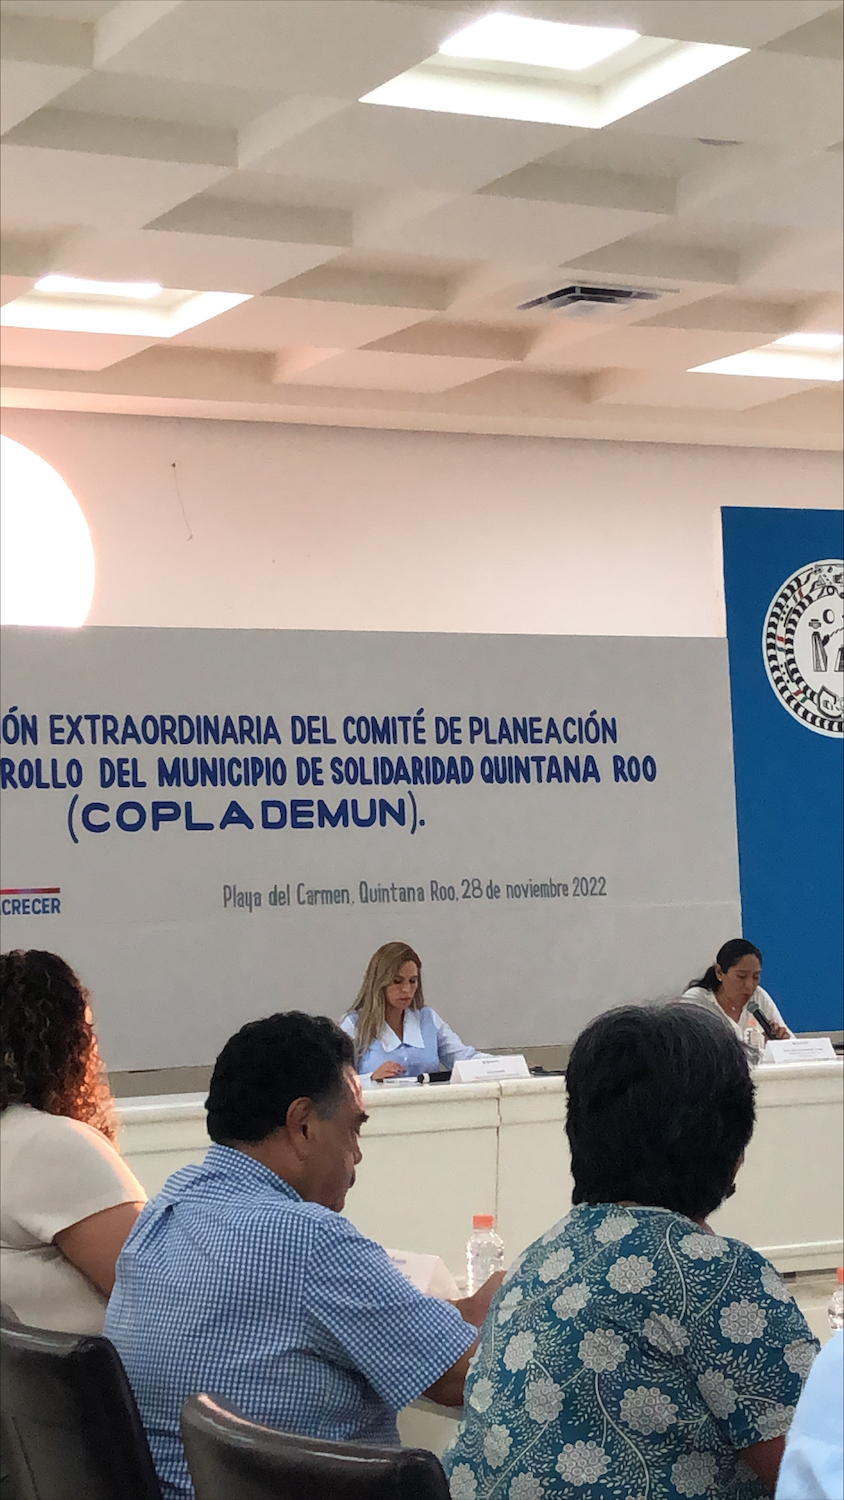 IÓN EXTRAORDINARIA DEL COMITÉ DE PLANEACIÓN
ROLLO DEL MUNICIPIO DE SOLIDARIDAD QUINTANA ROO
(COPLADEMUN).
CRECER
Playa del Carmen, Quintana Roo, 28 de noviembre 2022